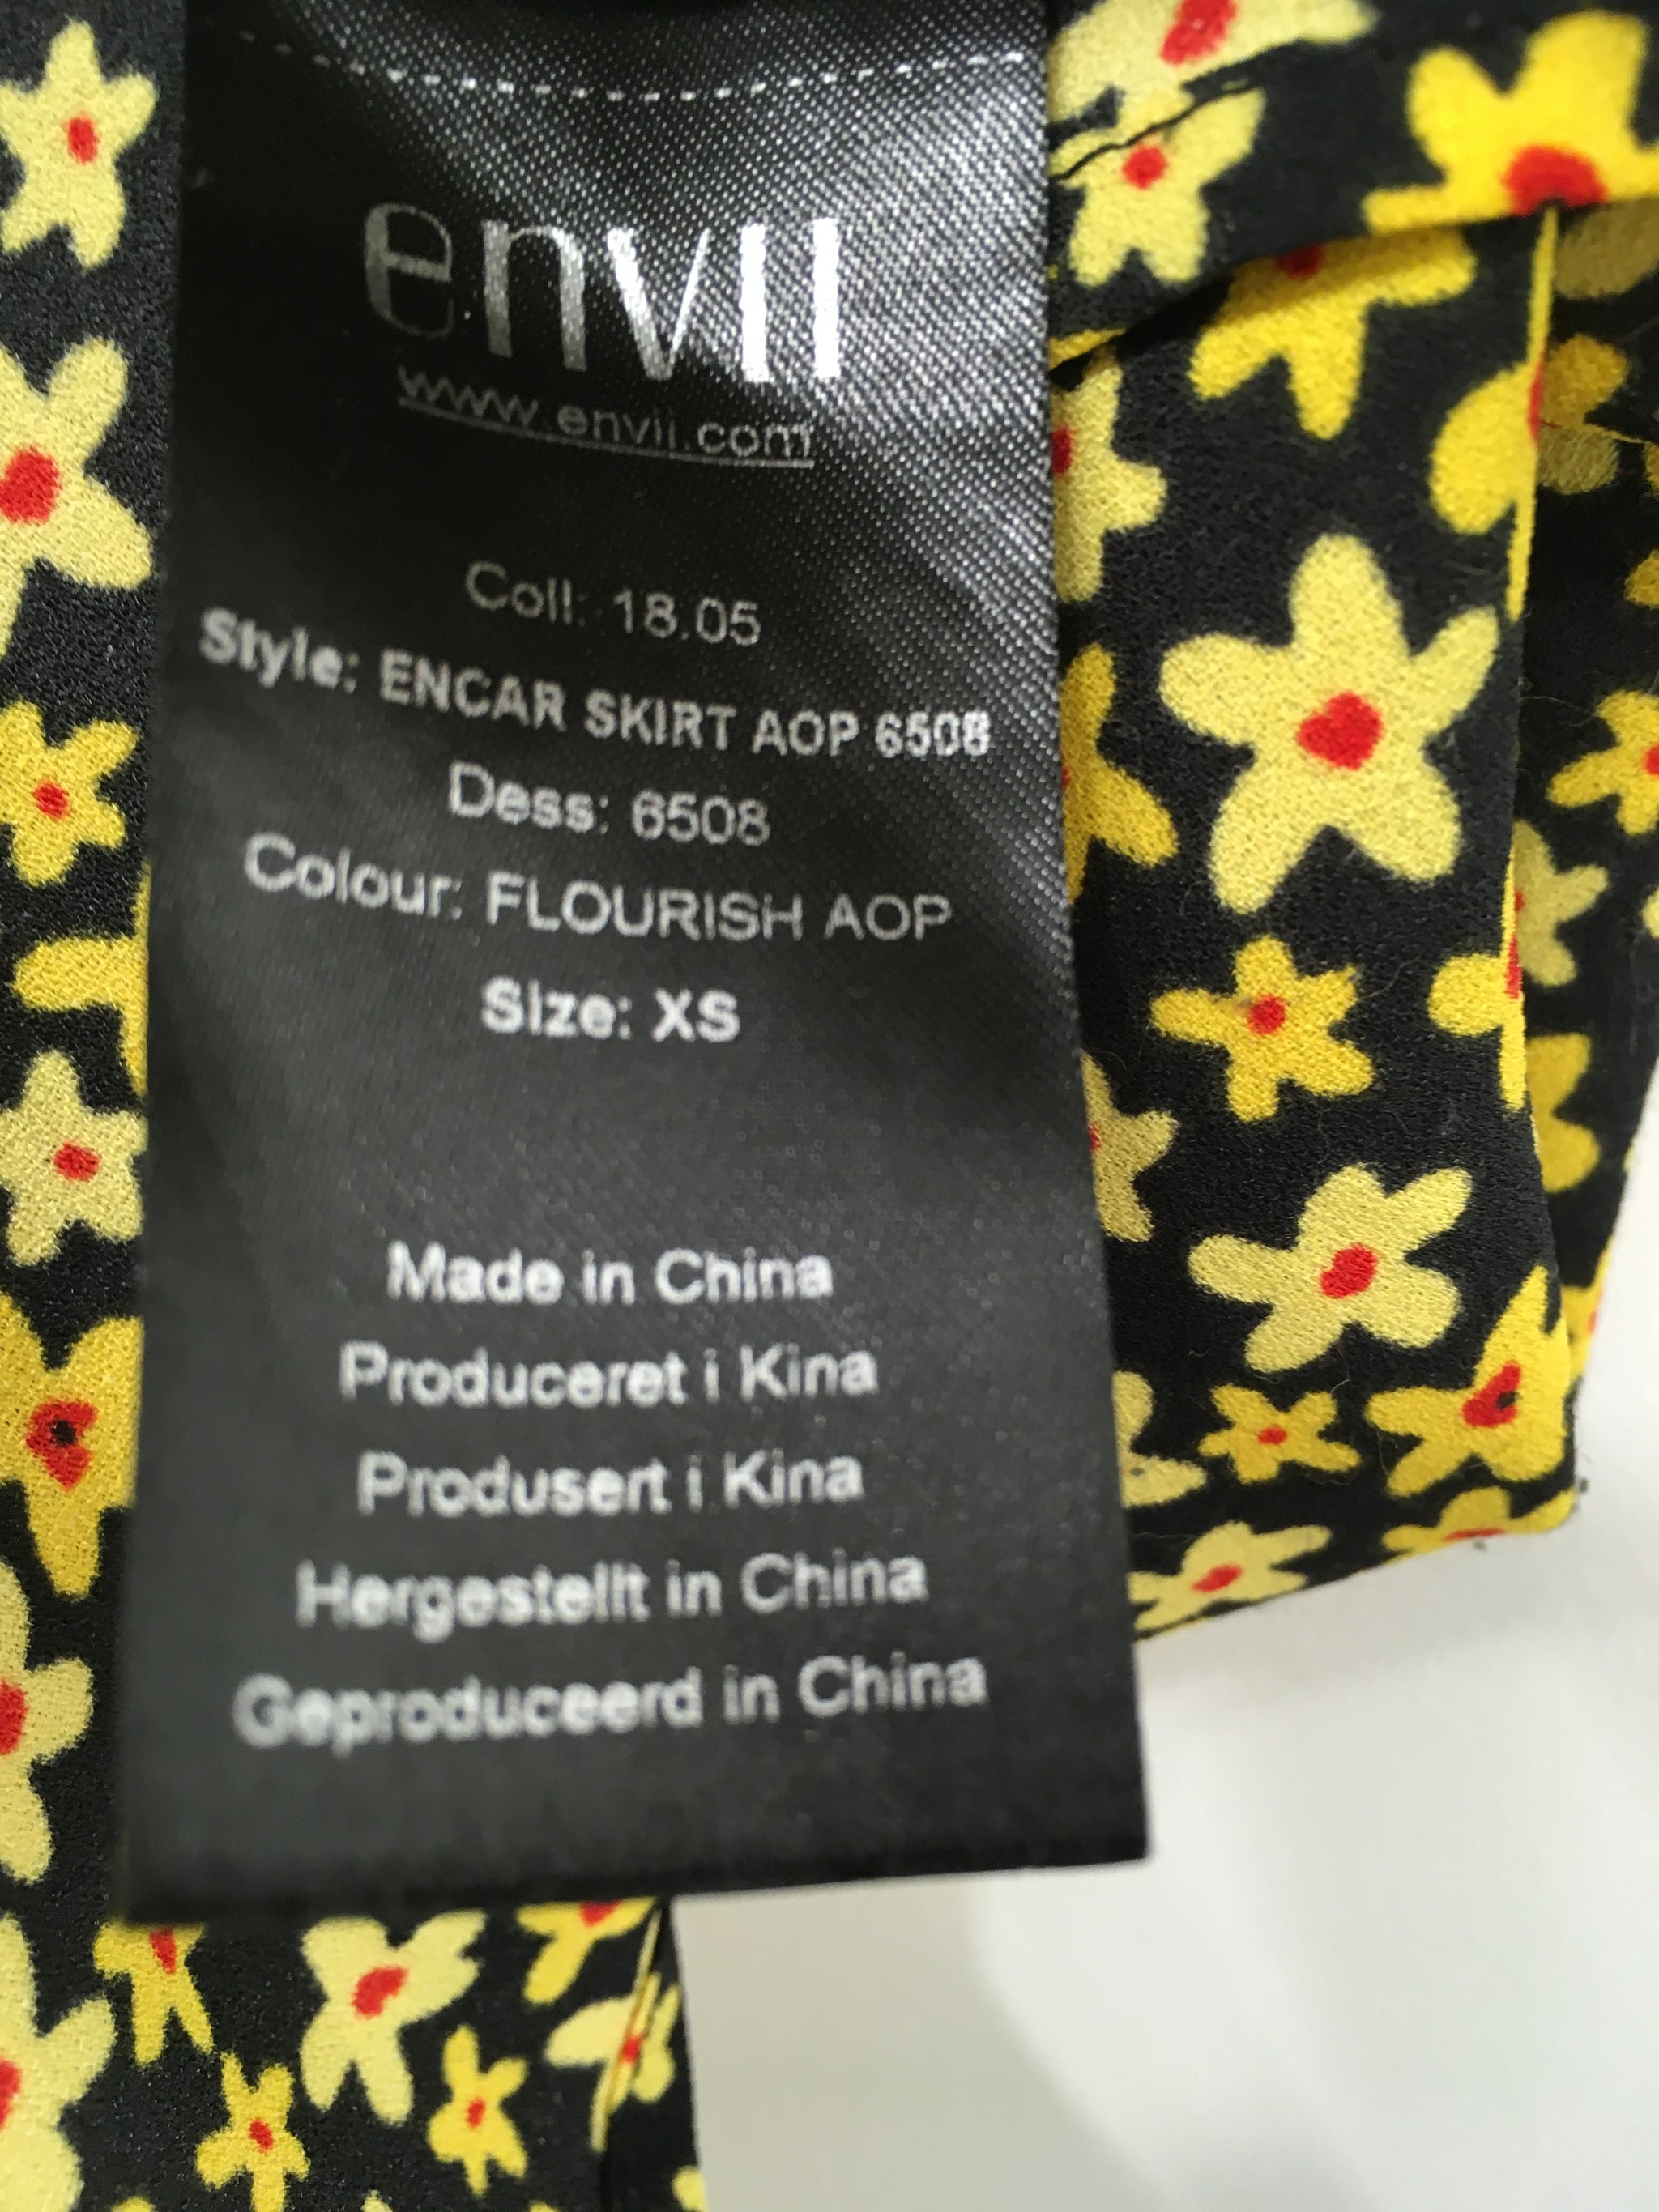 envii
www.envii.com
Coll: 18.05
Style: ENCAR SKIRT AOP 6508
Dess: 6508
Colour: FLOURISH AOP
Size: XS
Made in China
Produceret i Kina
Produsert i Kina
Hergestellt in China
Geproduceerd in China